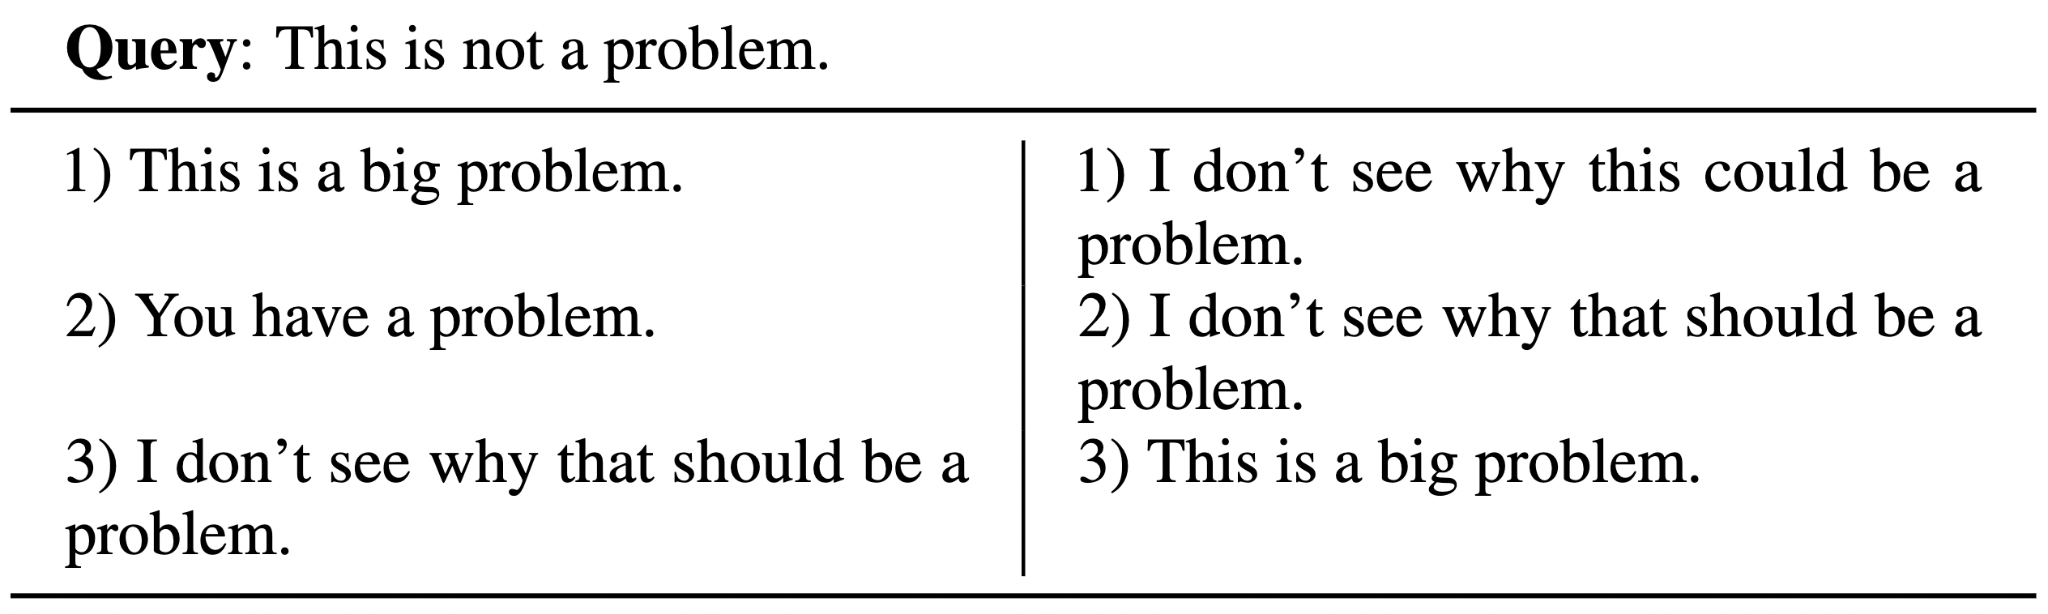 Query: This is not a problem.
1) This is a big problem.
2) You have a problem.
3) I don’t see why that should be a
problem.
1) I don’t see why this could be a
problem.
2) I don’t see why that should be a
problem.
3) This is a big problem.